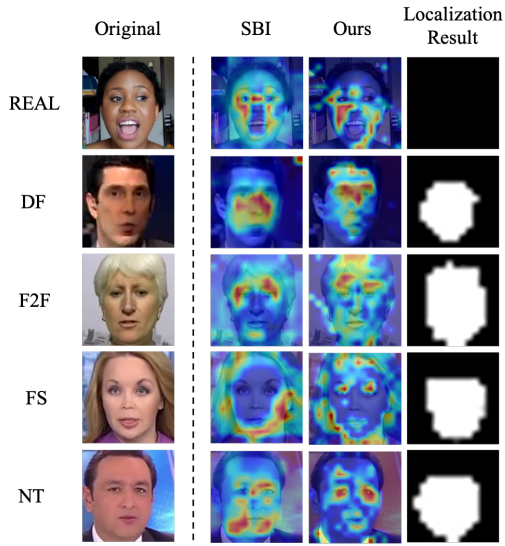 Original SBI Ours Localization Result
REAL
DF
F2F
FS
NT